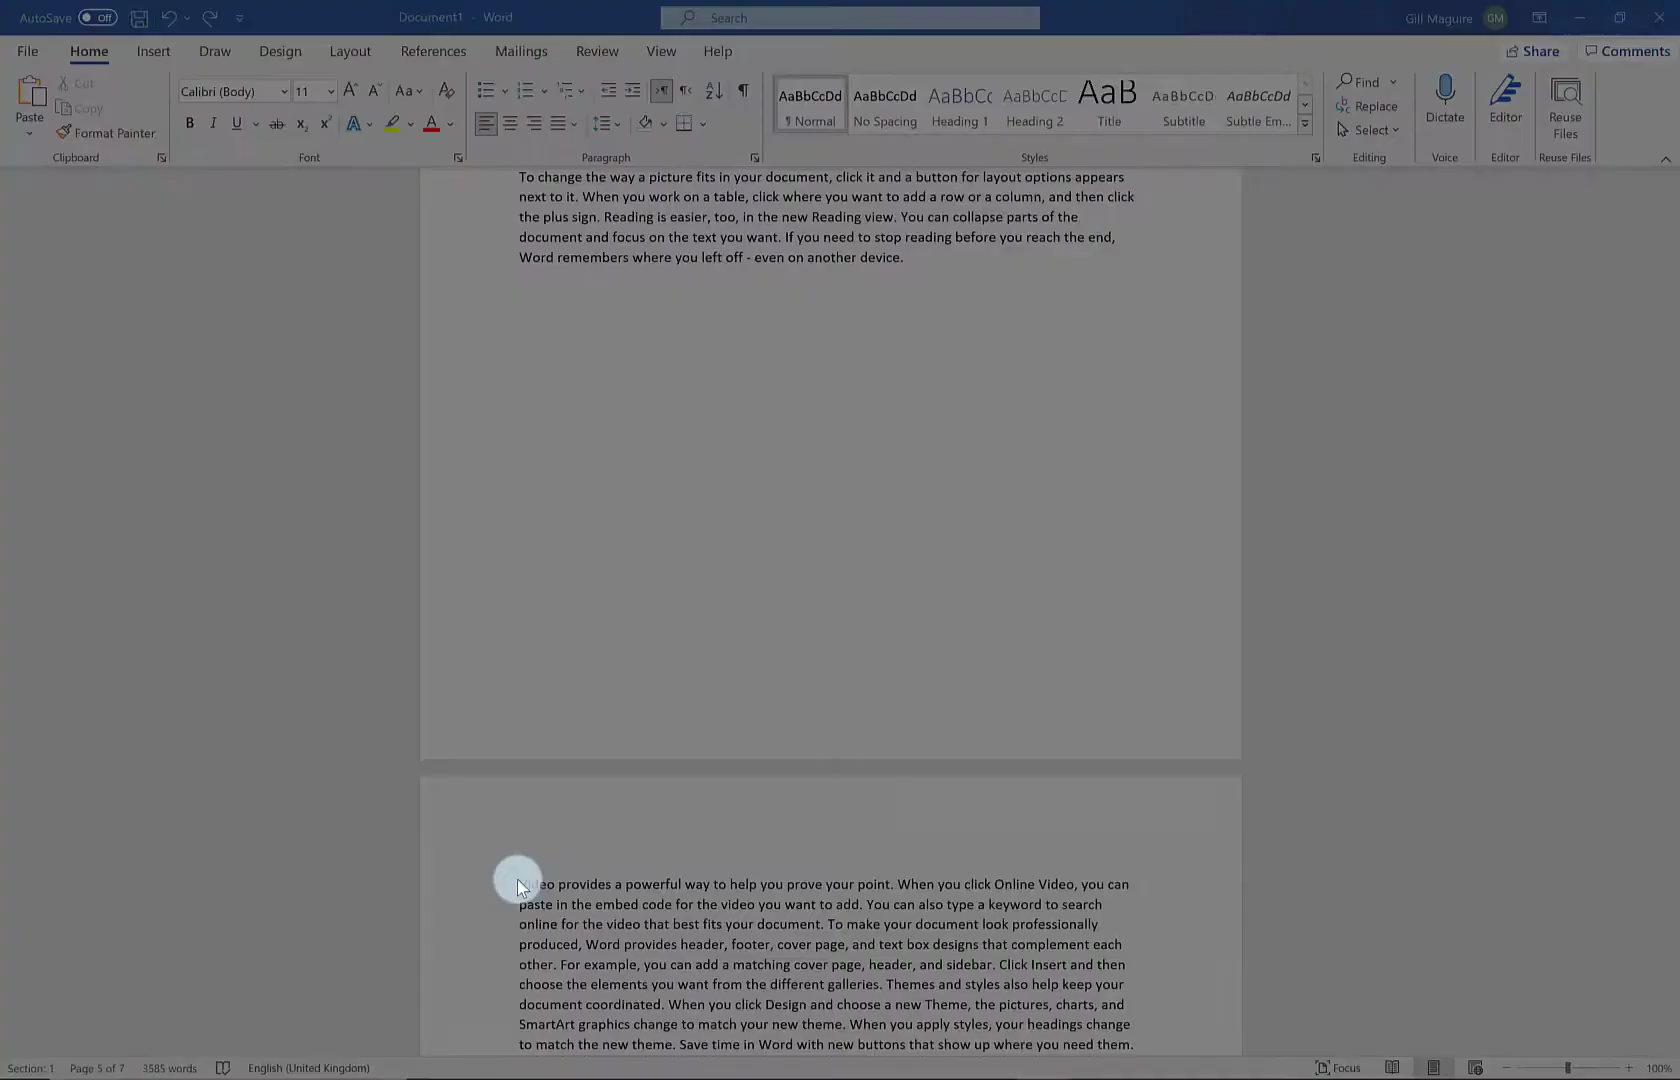 AutoSave Off Document1 - Word Search Gill Maguire GM
File Home Insert Draw Design Layout References Mailings Review View Help Share Comments
Paste Cut Copy Format Painter Clipboard
Calibri (Body) 11 Aa Font
Paragraph
AaBbCcDd AaBbCcDd AaBbCc AaBbCcD AaB AaBbCcD AaBbCcDd
¶ Normal No Spacing Heading 1 Heading 2 Title Subtitle Subtle Em...
Styles
Find Replace Select Editing
Dictate Voice
Editor Editor
Reuse Files Reuse Files
To change the way a picture fits in your document, click it and a button for layout options appears
next to it. When you work on a table, click where you want to add a row or a column, and then click
the plus sign. Reading is easier, too, in the new Reading view. You can collapse parts of the
document and focus on the text you want. If you need to stop reading before you reach the end,
Word remembers where you left off - even on another device.
Video provides a powerful way to help you prove your point. When you click Online Video, you can
paste in the embed code for the video you want to add. You can also type a keyword to search
online for the video that best fits your document. To make your document look professionally
produced, Word provides header, footer, cover page, and text box designs that complement each
other. For example, you can add a matching cover page, header, and sidebar. Click Insert and then
choose the elements you want from the different galleries. Themes and styles also help keep your
document coordinated. When you click Design and choose a new Theme, the pictures, charts, and
SmartArt graphics change to match your new theme. When you apply styles, your headings change
to match the new theme. Save time in Word with new buttons that show up where you need them.
Section: 1 Page 5 of 7 3585 words English (United Kingdom) Focus 100%